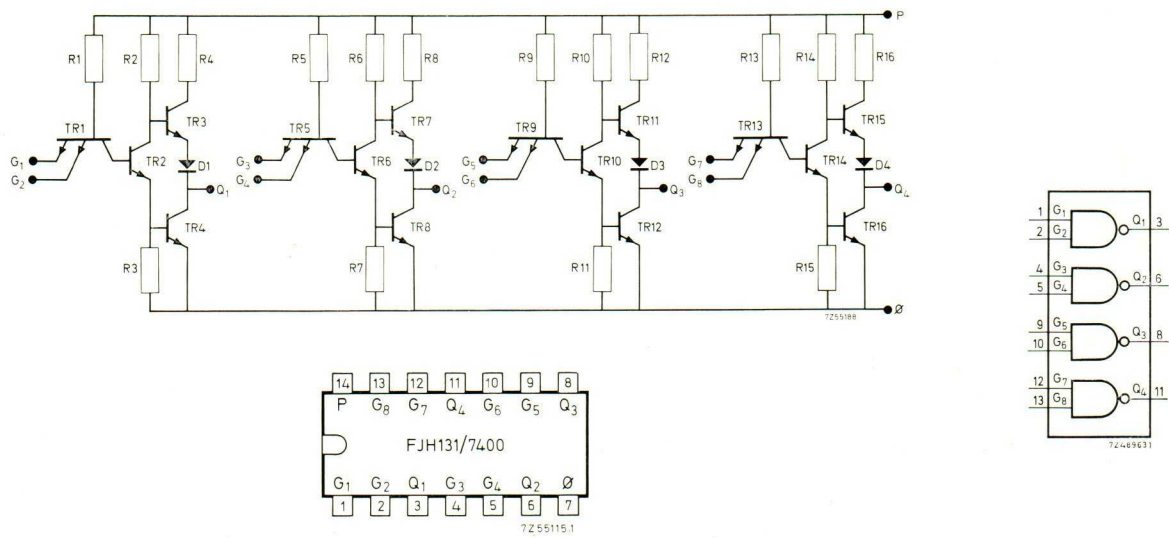 P
R1 R2 R4 R5 R6 R8 R9 R10 R12 R13 R14 R16
TR3 TR7 TR11 TR15
TR1 TR5 TR9 TR13
G1 TR2 D1 G3 TR6 D2 G5 TR10 D3 G7 TR14 D4
G2 Q1 G4 Q2 G6 Q3 G8 Q4
TR4 TR8 TR12 TR16
R3 R7 R11 R15
7Z55188
Ø
14 13 12 11 10 9 8
P G8 G7 Q4 G6 G5 Q3
FJH131/7400
G1 G2 Q1 G3 G4 Q2 Ø
1 2 3 4 5 6 7
7Z55115.1
1 G1 Q1 3
2 G2
4 G3 Q2 6
5 G4
9 G5 Q3 8
10 G6
12 G7 Q4 11
13 G8
7Z48963.1